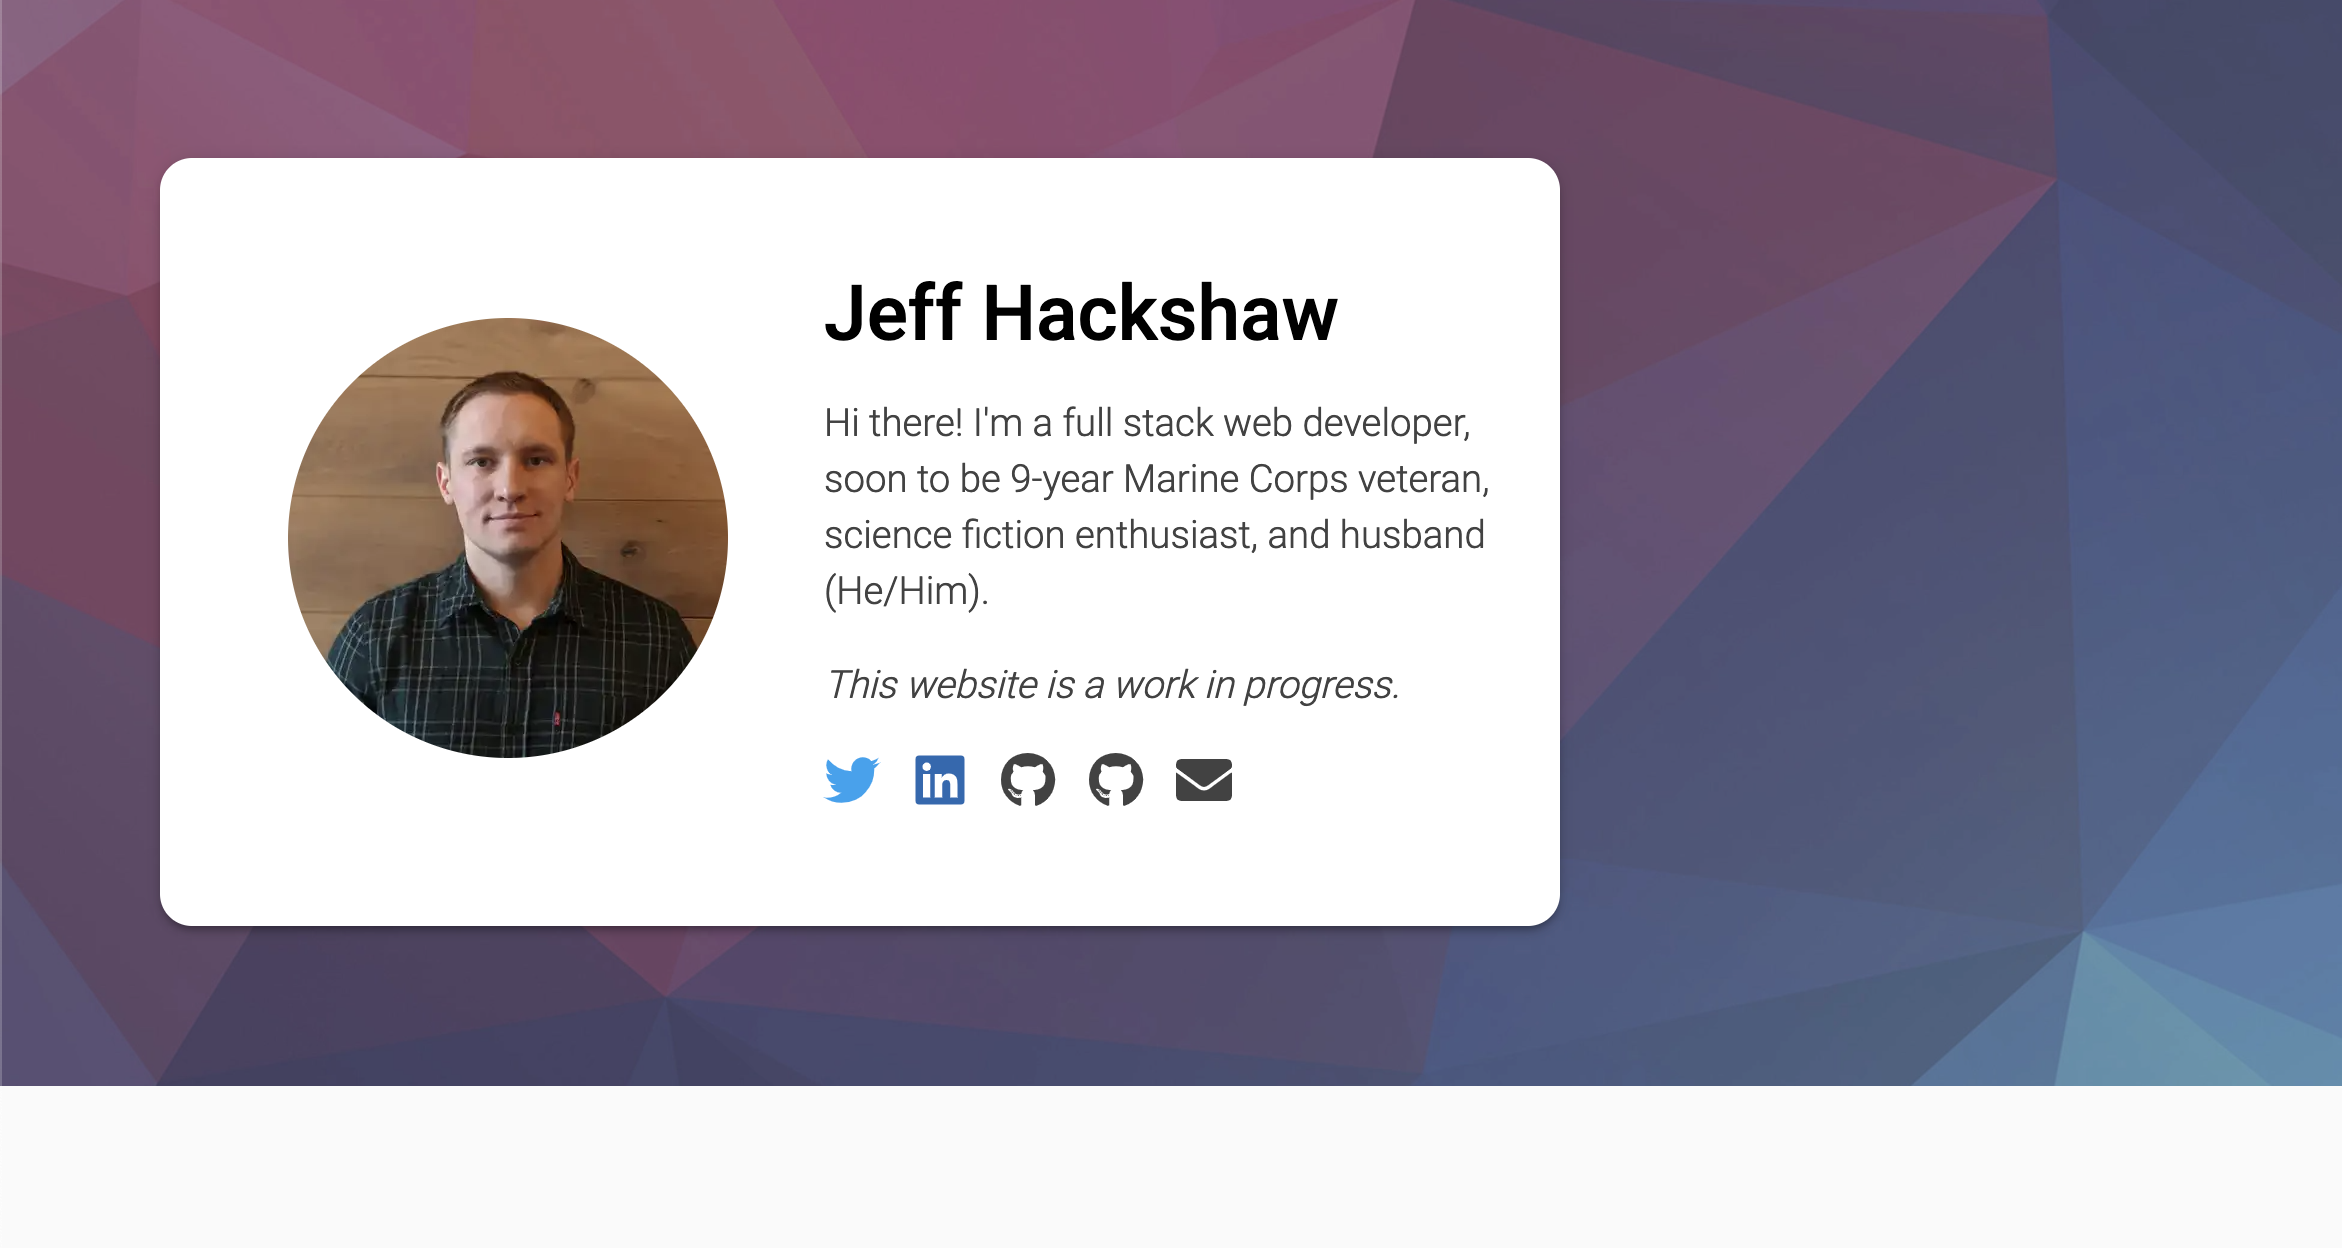 Jeff Hackshaw
Hi there! I'm a full stack web developer,
soon to be 9-year Marine Corps veteran,
science fiction enthusiast, and husband
(He/Him).
This website is a work in progress.
in